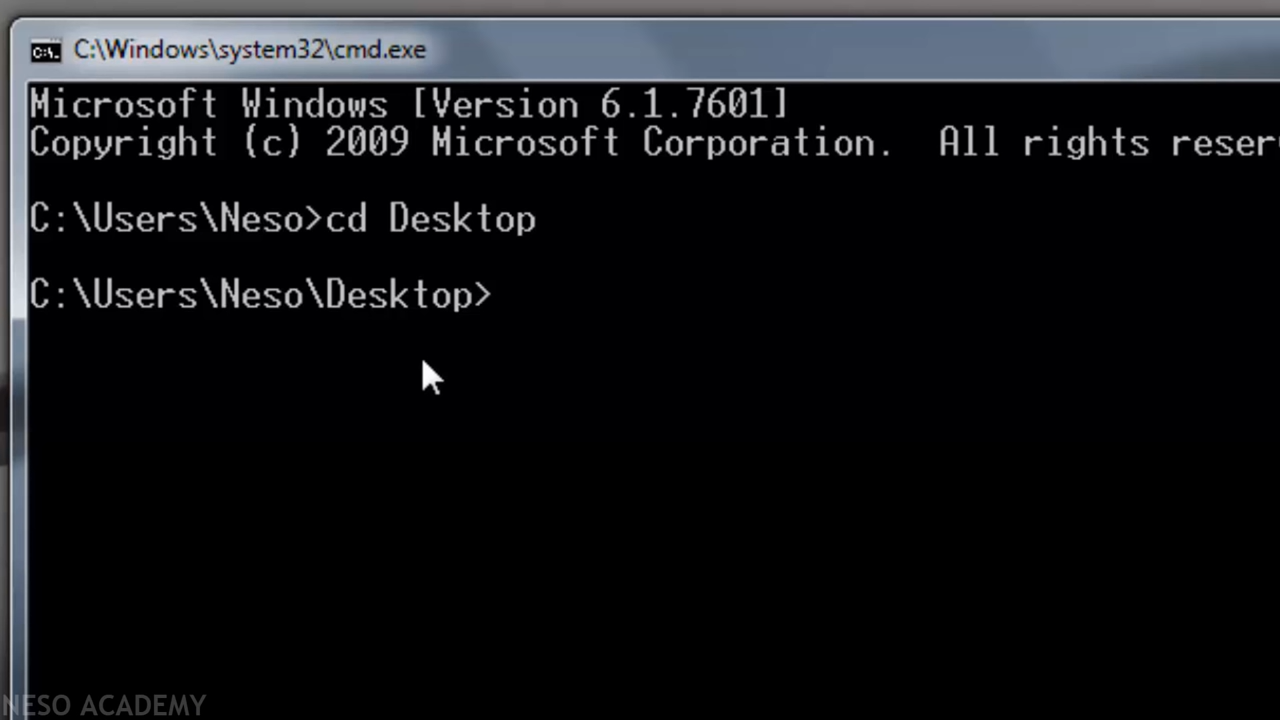 C:\Windows\system32\cmd.exe
Microsoft Windows [Version 6.1.7601]
Copyright (c) 2009 Microsoft Corporation.  All rights
C:\Users\Neso>cd Desktop
C:\Users\Neso\Desktop>
NESO ACADEMY